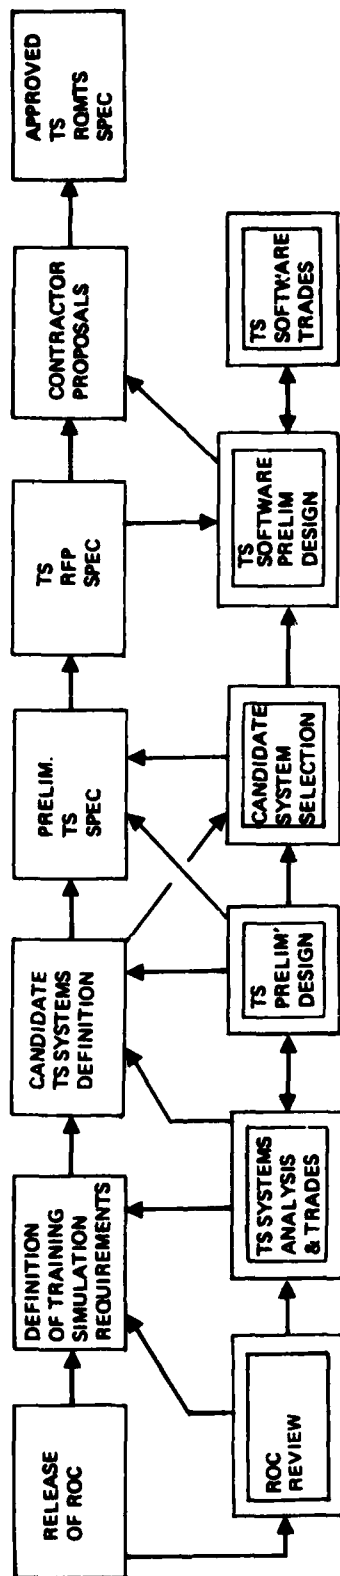 RELEASE
OF ROC
DEFINITION
OF TRAINING
SIMULATION
REQUIREMENTS
CANDIDATE
TS SYSTEMS
DEFINITION
PRELIM.
TS
SPEC
TS
RFP
SPEC
CONTRACTOR
PROPOSALS
APPROVED
TS
RQMTS
SPEC
ROC
REVIEW
TS SYSTEMS
ANALYSIS
& TRADES
TS
PRELIM'
DESIGN
CANDIDATE
SYSTEM
SELECTION
TS
SOFTWARE
PRELIM
DESIGN
TS
SOFTWARE
TRADES